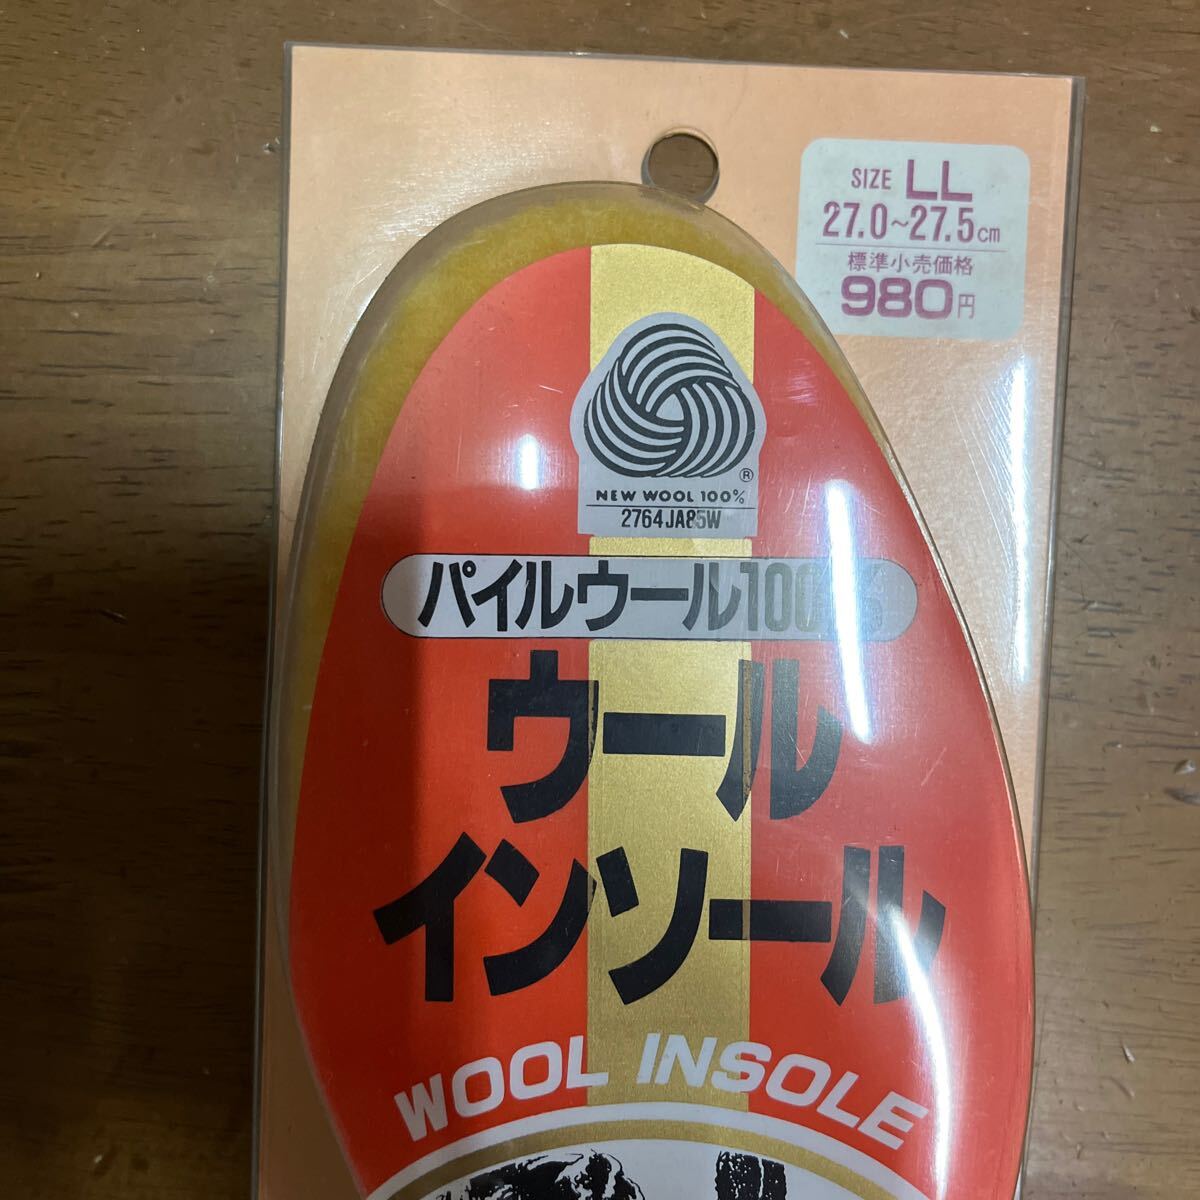 SIZE LL
27.0~27.5cm
標準小売価格
980円
®
NEW WOOL 100%
2764JA85W
パイルウール100%
ウール
インソール
WOOL INSOLE